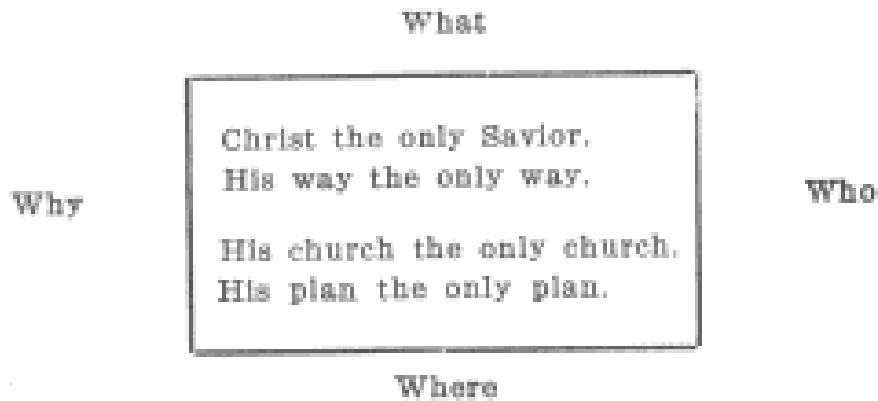 What
Christ the only Savior.
His way the only way.
Why
Who
His church the only church.
His plan the only plan.
Where